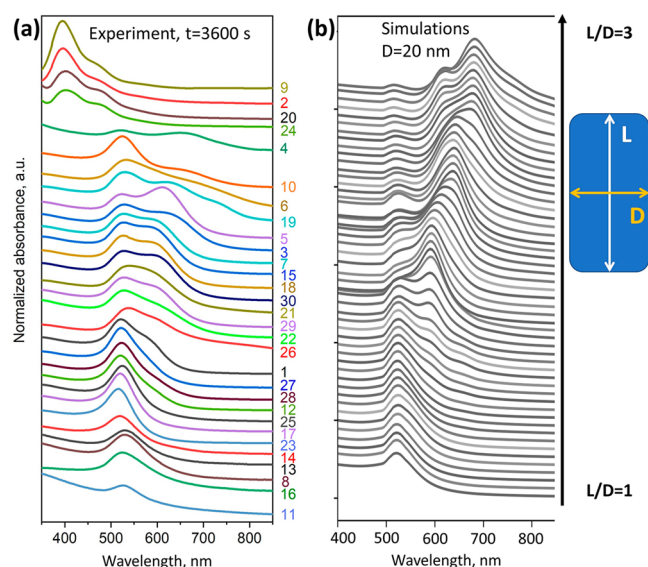 (a)
Experiment, t=3600 s
Normalized absorbance, a.u.
9
2
20
24
4
10
6
19
5
3
7
15
18
30
21
29
22
26
1
27
28
12
25
17
23
14
13
8
16
11
400 500 600 700 800
Wavelength, nm
(b)
Simulations
D=20 nm
400 500 600 700 800
Wavelength, nm
L/D=3
L
D
L/D=1